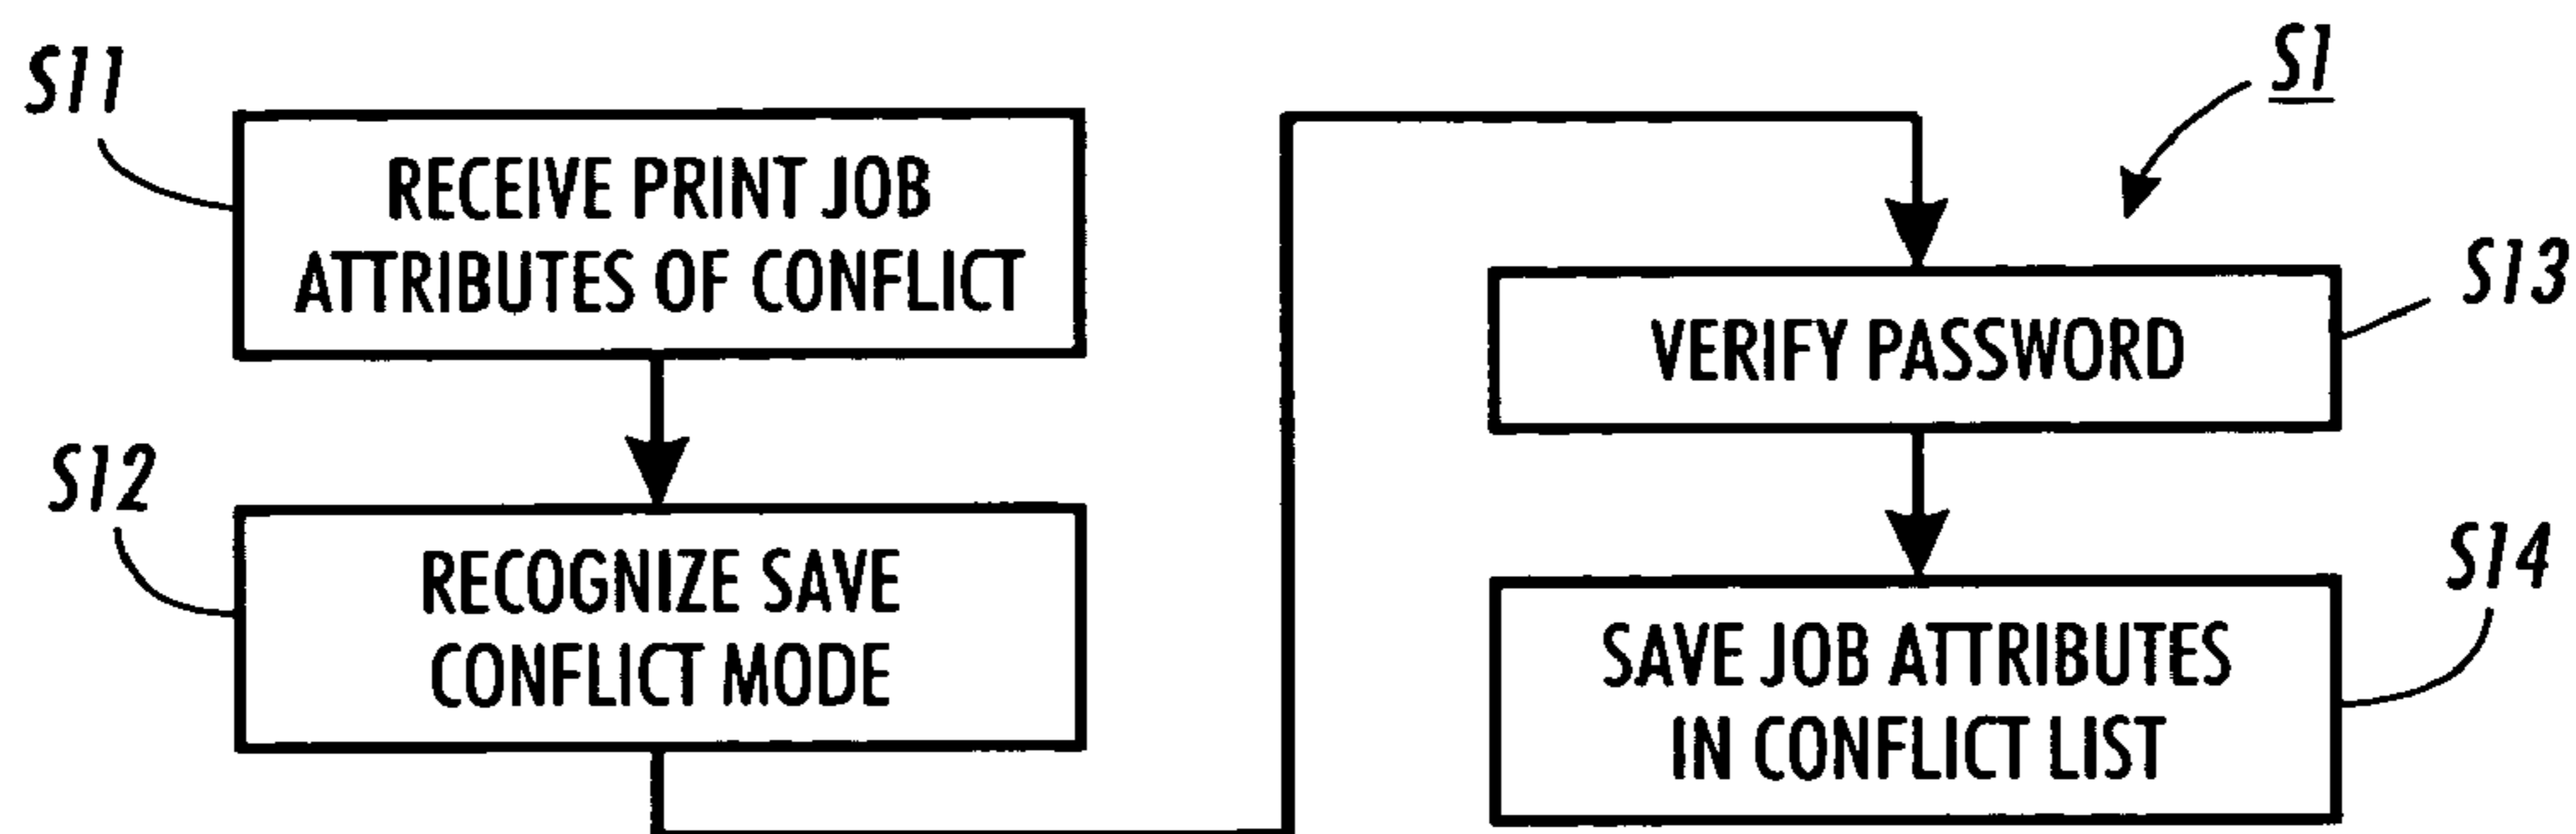 S11
RECEIVE PRINT JOB
ATTRIBUTES OF CONFLICT
S12
RECOGNIZE SAVE
CONFLICT MODE
S1
S13
VERIFY PASSWORD
S14
SAVE JOB ATTRIBUTES
IN CONFLICT LIST